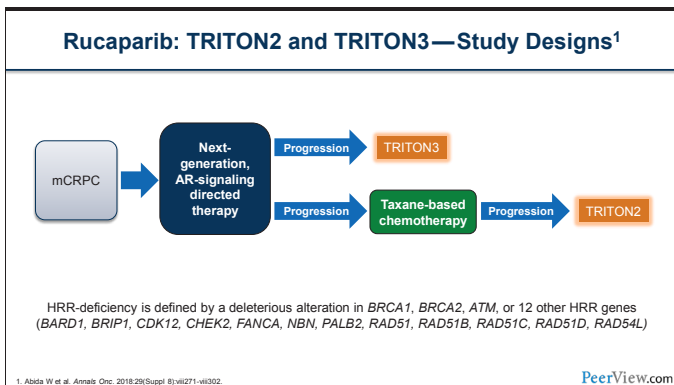 Rucaparib: TRITON2 and TRITON3—Study Designs1
mCRPC
Next-
generation,
AR-signaling
directed
therapy
Progression
TRITON3
Progression
Taxane-based
chemotherapy
Progression
TRITON2
HRR-deficiency is defined by a deleterious alteration in BRCA1, BRCA2, ATM, or 12 other HRR genes
(BARD1, BRIP1, CDK12, CHEK2, FANCA, NBN, PALB2, RAD51, RAD51B, RAD51C, RAD51D, RAD54L)
1. Abida W et al. Annals Onc. 2018:29(Suppl 8):viii271-viii302.
PeerView.com